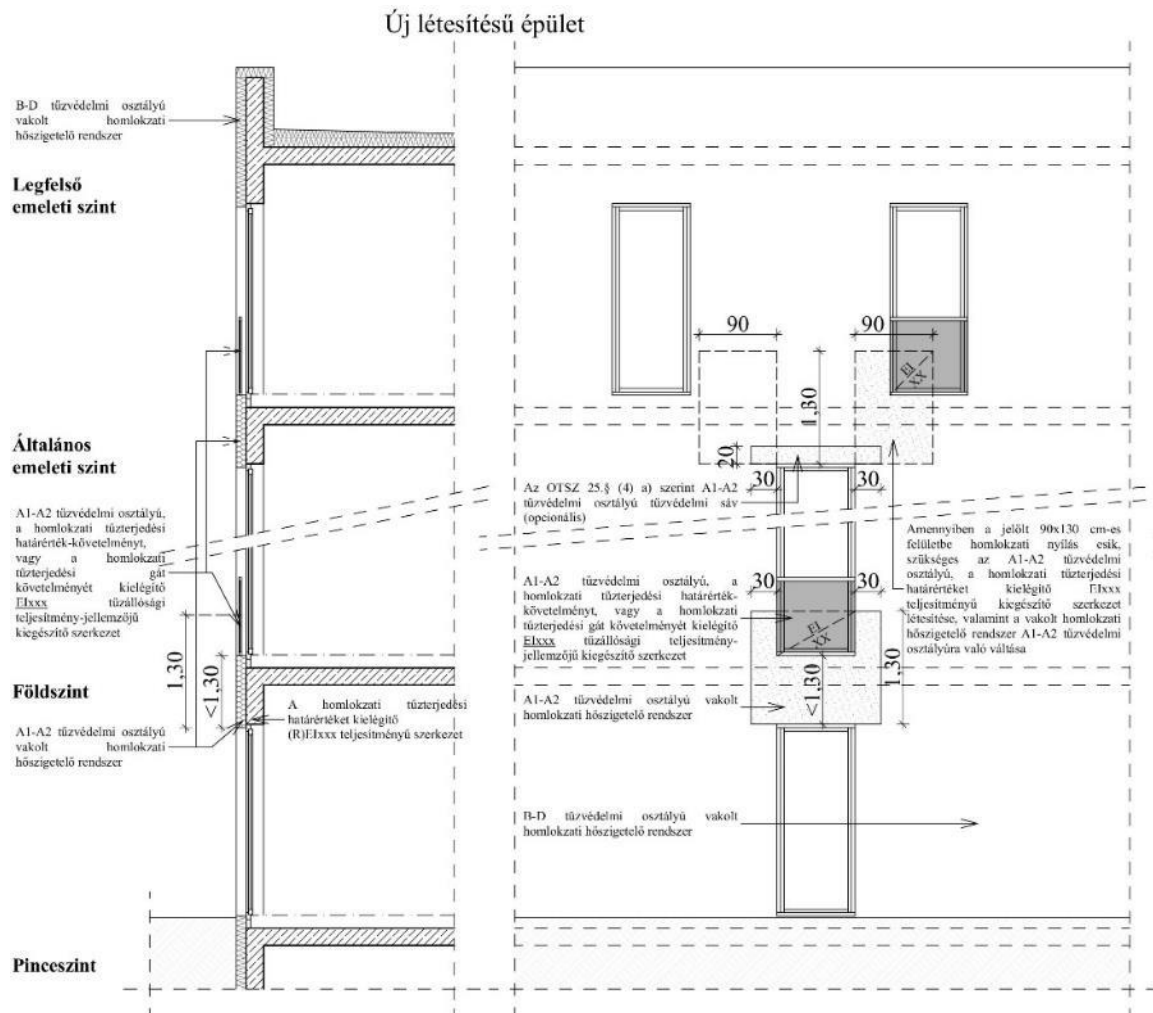 Új létesítésű épület
B-D tűzvédelmi osztályú
vakolt homlokzati
hőszigetelő rendszer
Legfelső
emeleti szint
90
90
1,30
EI
XX
Általános
emeleti szint
20
30
30
A1-A2 tűzvédelmi osztályú,
a homlokzati tűzterjedési
határérték-követelményt,
vagy a homlokzati
tűzterjedési gát
követelményét kielégítő
EIxxx tűzállósági
teljesítmény-jellemzőjű
kiegészítő szerkezet
Az OTSZ 25.§ (4) a) szerint A1-A2
tűzvédelmi osztályú tűzvédelmi sáv
(opcionális)
Amennyiben a jelölt 90x130 cm-es
felületbe homlokzati nyílás esik,
szükséges az A1-A2 tűzvédelmi
osztályú, a homlokzati tűzterjedési
határértéket kielégítő EIxxx
teljesítményű kiegészítő szerkezet
létesítése, valamint a vakolt homlokzati
hőszigetelő rendszer A1-A2 tűzvédelmi
osztályúra való váltása
A1-A2 tűzvédelmi osztályú, a
homlokzati tűzterjedési határérték-
követelményt, vagy a homlokzati
tűzterjedési gát követelményét kielégítő
EIxxx tűzállósági teljesítmény-
jellemzőjű kiegészítő szerkezet
30
30
EI
XX
1,30
<1,30
<1,30
1,30
Földszint
A1-A2 tűzvédelmi osztályú
vakolt homlokzati
hőszigetelő rendszer
A homlokzati tűzterjedési
határértéket kielégítő
(R)EIxxx teljesítményű szerkezet
A1-A2 tűzvédelmi osztályú vakolt
homlokzati hőszigetelő rendszer
B-D tűzvédelmi osztályú vakolt
homlokzati hőszigetelő rendszer
Pinceszint